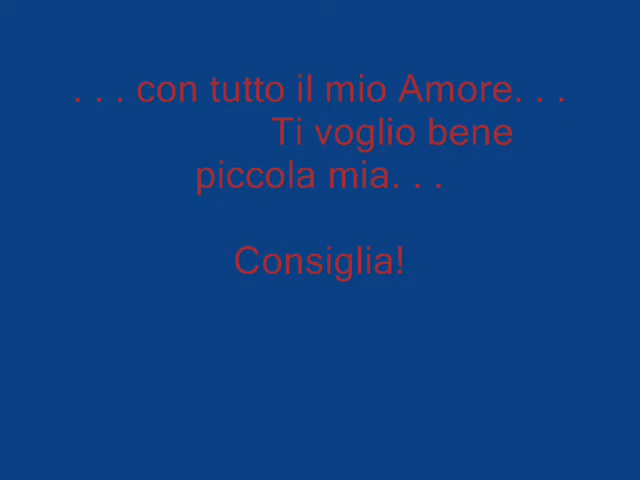 . . . con tutto il mio Amore. . .
Ti voglio bene
piccola mia. . .
Consiglia!